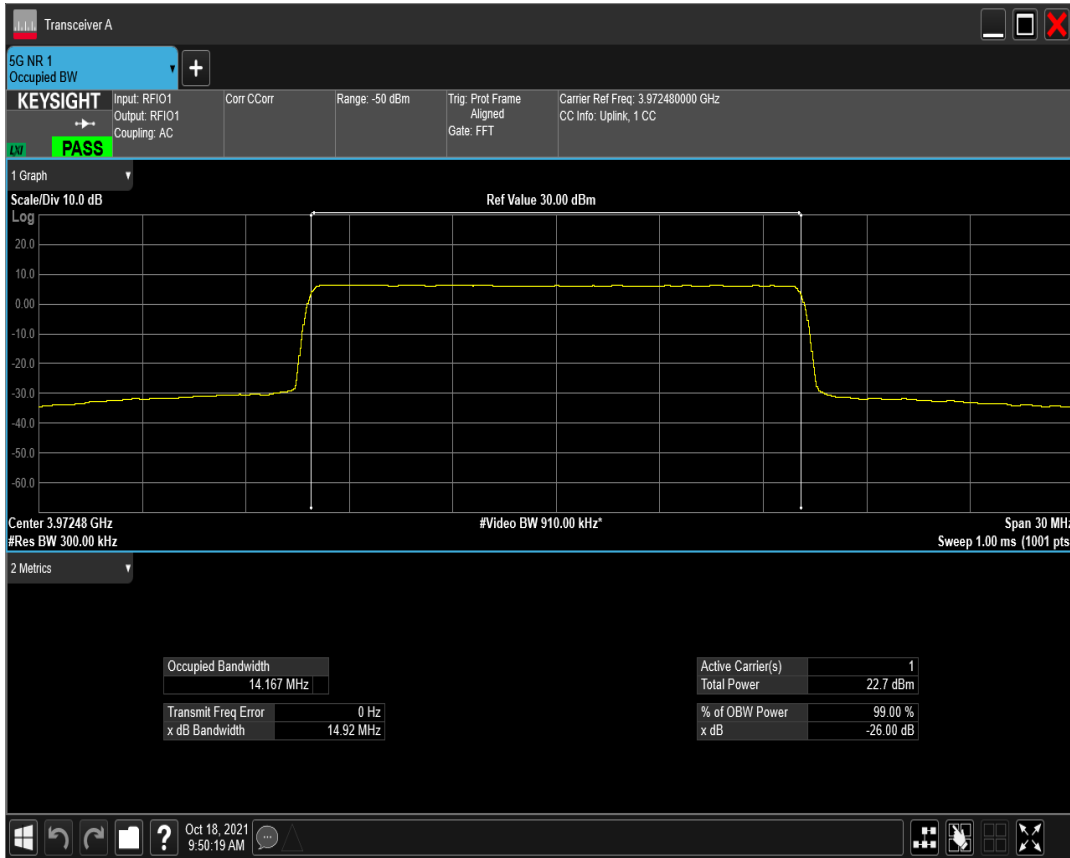 Transceiver A
5G NR 1
Occupied BW
KEYSIGHT
LXI
PASS
Input: RFIO1
Output: RFIO1
Coupling: AC
Corr CCorr
Range: -50 dBm
Trig: Prot Frame
Aligned
Gate: FFT
Carrier Ref Freq: 3.972480000 GHz
CC Info: Uplink, 1 CC
1 Graph
Scale/Div 10.0 dB
Ref Value 30.00 dBm
Log
20.0
10.0
0.00
-10.0
-20.0
-30.0
-40.0
-50.0
-60.0
Center 3.97248 GHz
#Video BW 910.00 kHz*
Span 30 MHz
#Res BW 300.00 kHz
Sweep 1.00 ms (1001 pts
2 Metrics
Occupied Bandwidth
14.167 MHz
Transmit Freq Error 0 Hz
x dB Bandwidth 14.92 MHz
Active Carrier(s) 1
Total Power 22.7 dBm
% of OBW Power 99.00 %
x dB -26.00 dB
?
Oct 18, 2021
9:50:19 AM